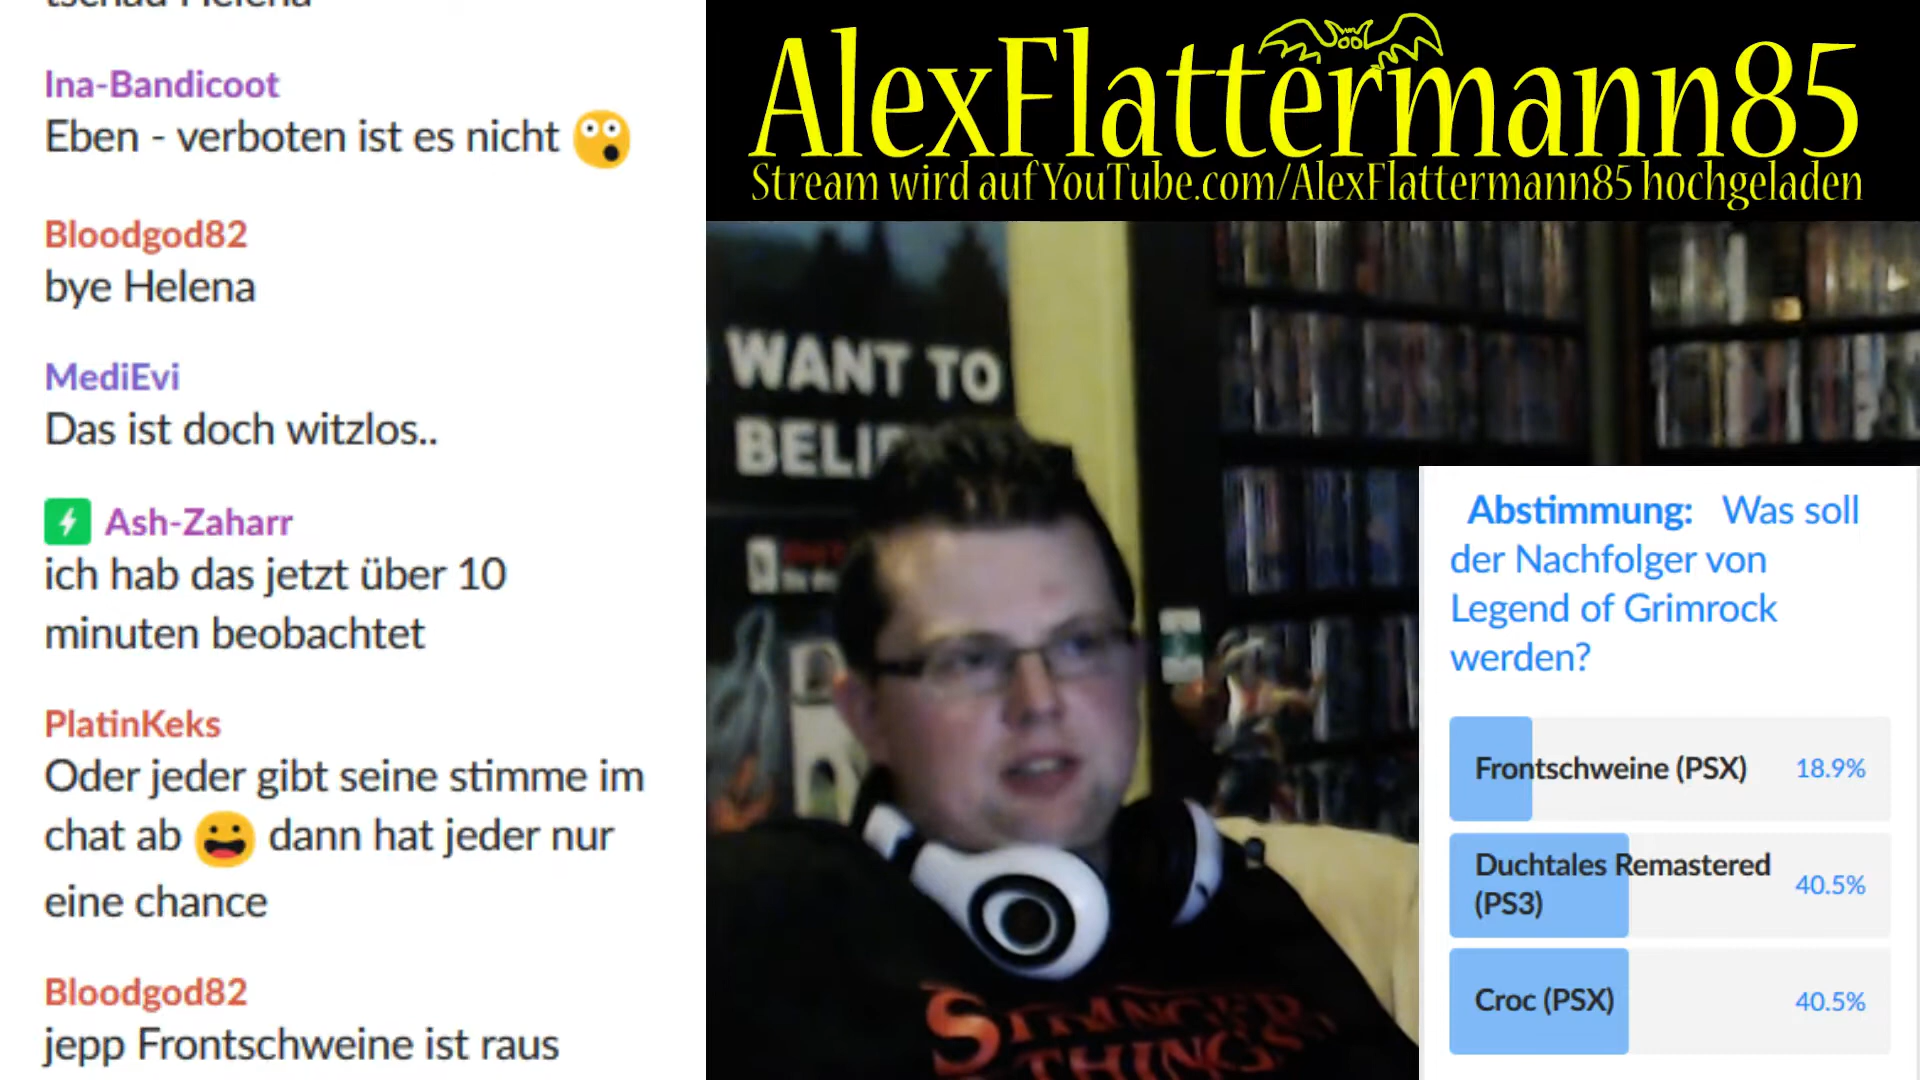 Ina-Bandicoot
Eben - verboten ist es nicht
Bloodgod82
bye Helena
MediEvi
Das ist doch witzlos..
Ash-Zaharr
ich hab das jetzt über 10
minuten beobachtet
PlatinKeks
Oder jeder gibt seine stimme im
chat ab dann hat jeder nur
eine chance
Bloodgod82
jepp Frontschweine ist raus
AlexFlattermann85
Stream wird auf YouTube.com/AlexFlattermann85 hochgeladen
WANT TO
BELI
STRANGER
THINGS
Abstimmung: Was soll
der Nachfolger von
Legend of Grimrock
werden?
Frontschweine (PSX) 18.9%
Duchtales Remastered
(PS3)
40.5%
Croc (PSX) 40.5%